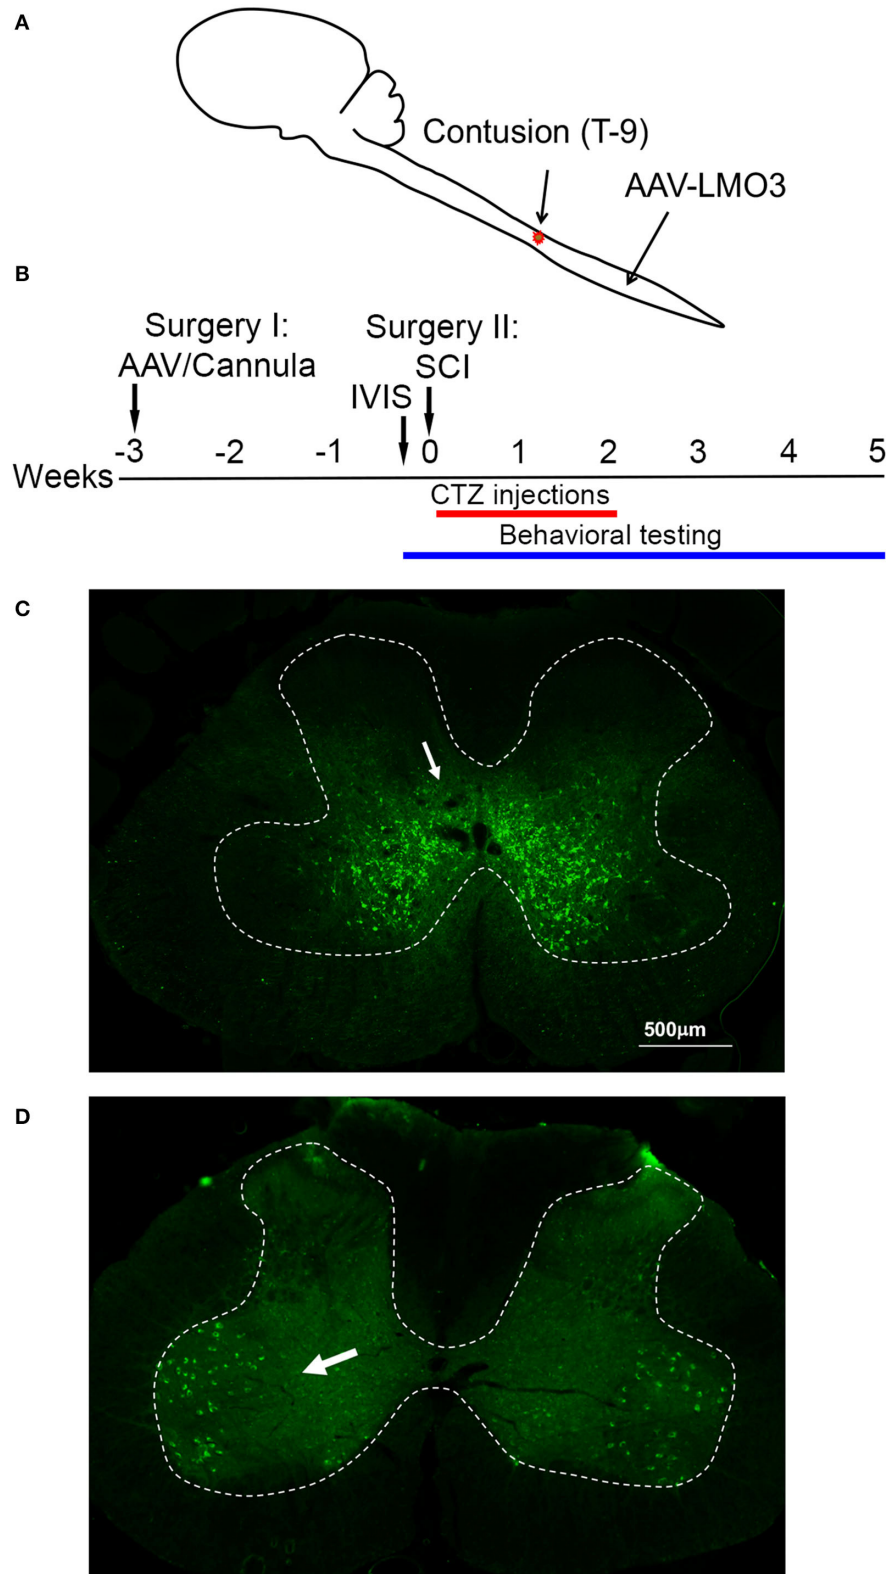 A
Contusion (T-9)
AAV-LMO3
B
Surgery I:
AAV/Cannula
Surgery II:
SCI
IVIS
-3 -2 -1 0 1 2 3 4 5
Weeks
CTZ injections
Behavioral testing
C
500µm
D